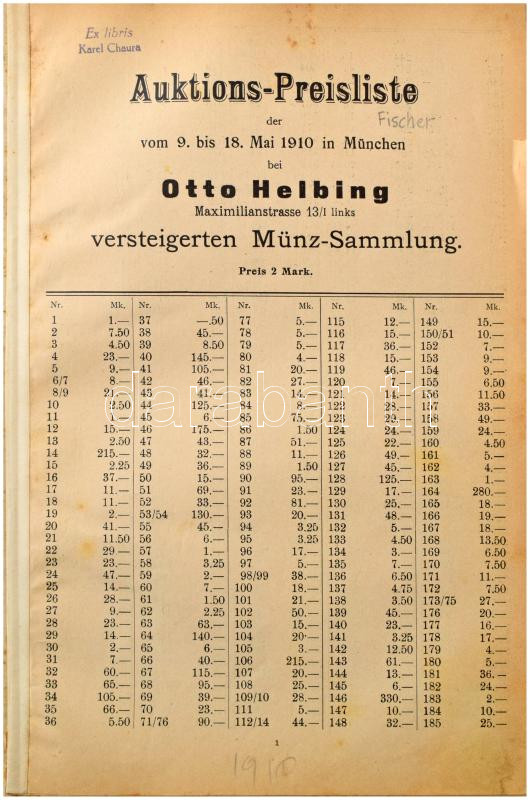 Ex libris
Karel Chaura
Auktions-Preisliste
der
Fischer
vom 9. bis 18. Mai 1910 in München
bei
Otto Helbing
Maximilianstrasse 13/I links
versteigerten Münz-Sammlung.
Preis 2 Mark.
Nr. Mk. Nr. Mk. Nr. Mk. Nr. Mk. Nr. Mk.
1 1.— 37 —.50 77 5.— 115 12.— 149 15.—
2 7.50 38 45.— 78 5.— 116 15.— 150/51 10.—
3 4.50 39 8.50 79 5.— 117 36.— 152 7.—
4 23.— 40 145.— 80 4.— 118 15.— 153 9.—
5 9.— 41 105.— 81 20.— 119 46.— 154 9.—
6/7 8.— 42 46.— 82 27.— 120 7.— 155 6.50
8/9 21.— 43 41.— 83 14.— 121 14.— 156 11.50
10 2.50 44 125.— 84 8.— 122 28.— 157 33.—
11 6.— 45 6.— 85 75.— 123 29.— 158 49.—
12 15.— 46 175.— 86 1.50 124 24.— 159 24.—
13 2.50 47 43.— 87 51.— 125 22.— 160 4.50
14 215.— 48 32.— 88 11.— 126 49.— 161 5.—
15 2.25 49 36.— 89 1.50 127 45.— 162 4.—
16 37.— 50 15.— 90 95.— 128 125.— 163 1.—
17 11.— 51 69.— 91 23.— 129 17.— 164 280.—
18 11.— 52 33.— 92 81.— 130 25.— 165 18.—
19 2.— 53/54 130.— 93 20.— 131 48.— 166 19.—
20 41.— 55 45.— 94 3.25 132 5.— 167 18.—
21 11.50 56 6.— 95 3.25 133 4.50 168 13.50
22 29.— 57 1.— 96 17.— 134 3.— 169 6.50
23 23.— 58 3.25 97 5.— 135 7.— 170 7.50
24 47.— 59 2.— 98/99 38.— 136 6.50 171 11.—
25 14.— 60 7.— 100 18.— 137 4.75 172 7.50
26 28.— 61 1.50 101 21.— 138 3.50 173/75 27.—
27 9.— 62 2.25 102 50.— 139 45.— 176 20.—
28 23.— 63 63.— 103 15.— 140 23.— 177 16.—
29 14.— 64 140.— 104 20.— 141 3.25 178 17.—
30 2.— 65 6.— 105 3.— 142 12.50 179 4.—
31 7.— 66 40.— 106 215.— 143 61.— 180 5.—
32 60.— 67 115.— 107 20.— 144 13.— 181 36.—
33 65.— 68 95.— 108 25.— 145 6.— 182 24.—
34 105.— 69 39.— 109/10 28.— 146 330.— 183 2.—
35 66.— 70 23.— 111 5.— 147 10.— 184 10.—
36 5.50 71/76 90.— 112/14 44.— 148 32.— 185 25.—
1
1910